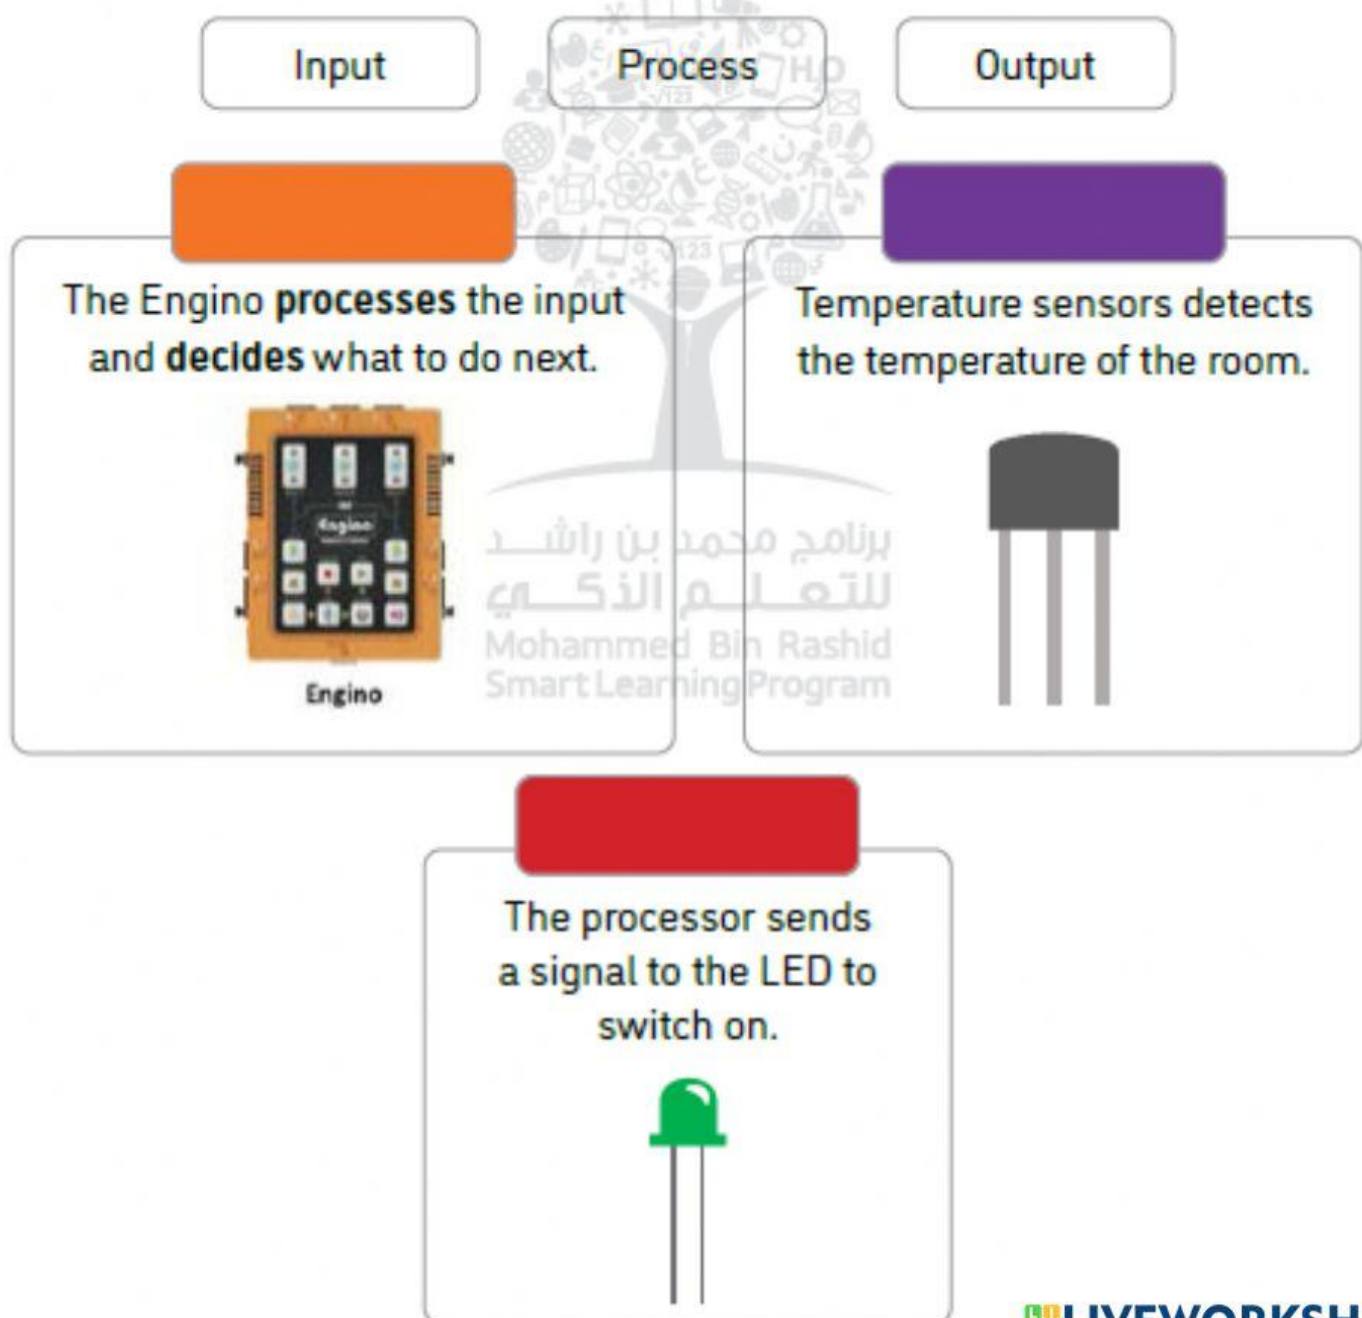 Input
Process
Output
The Engino processes the input
and decides what to do next.
Engino
Engino
Temperature sensors detects
the temperature of the room.
برنامج محمد بن راشد
للتعلم الذكي
Mohammed Bin Rashid
Smart Learning Program
The processor sends
a signal to the LED to
switch on.